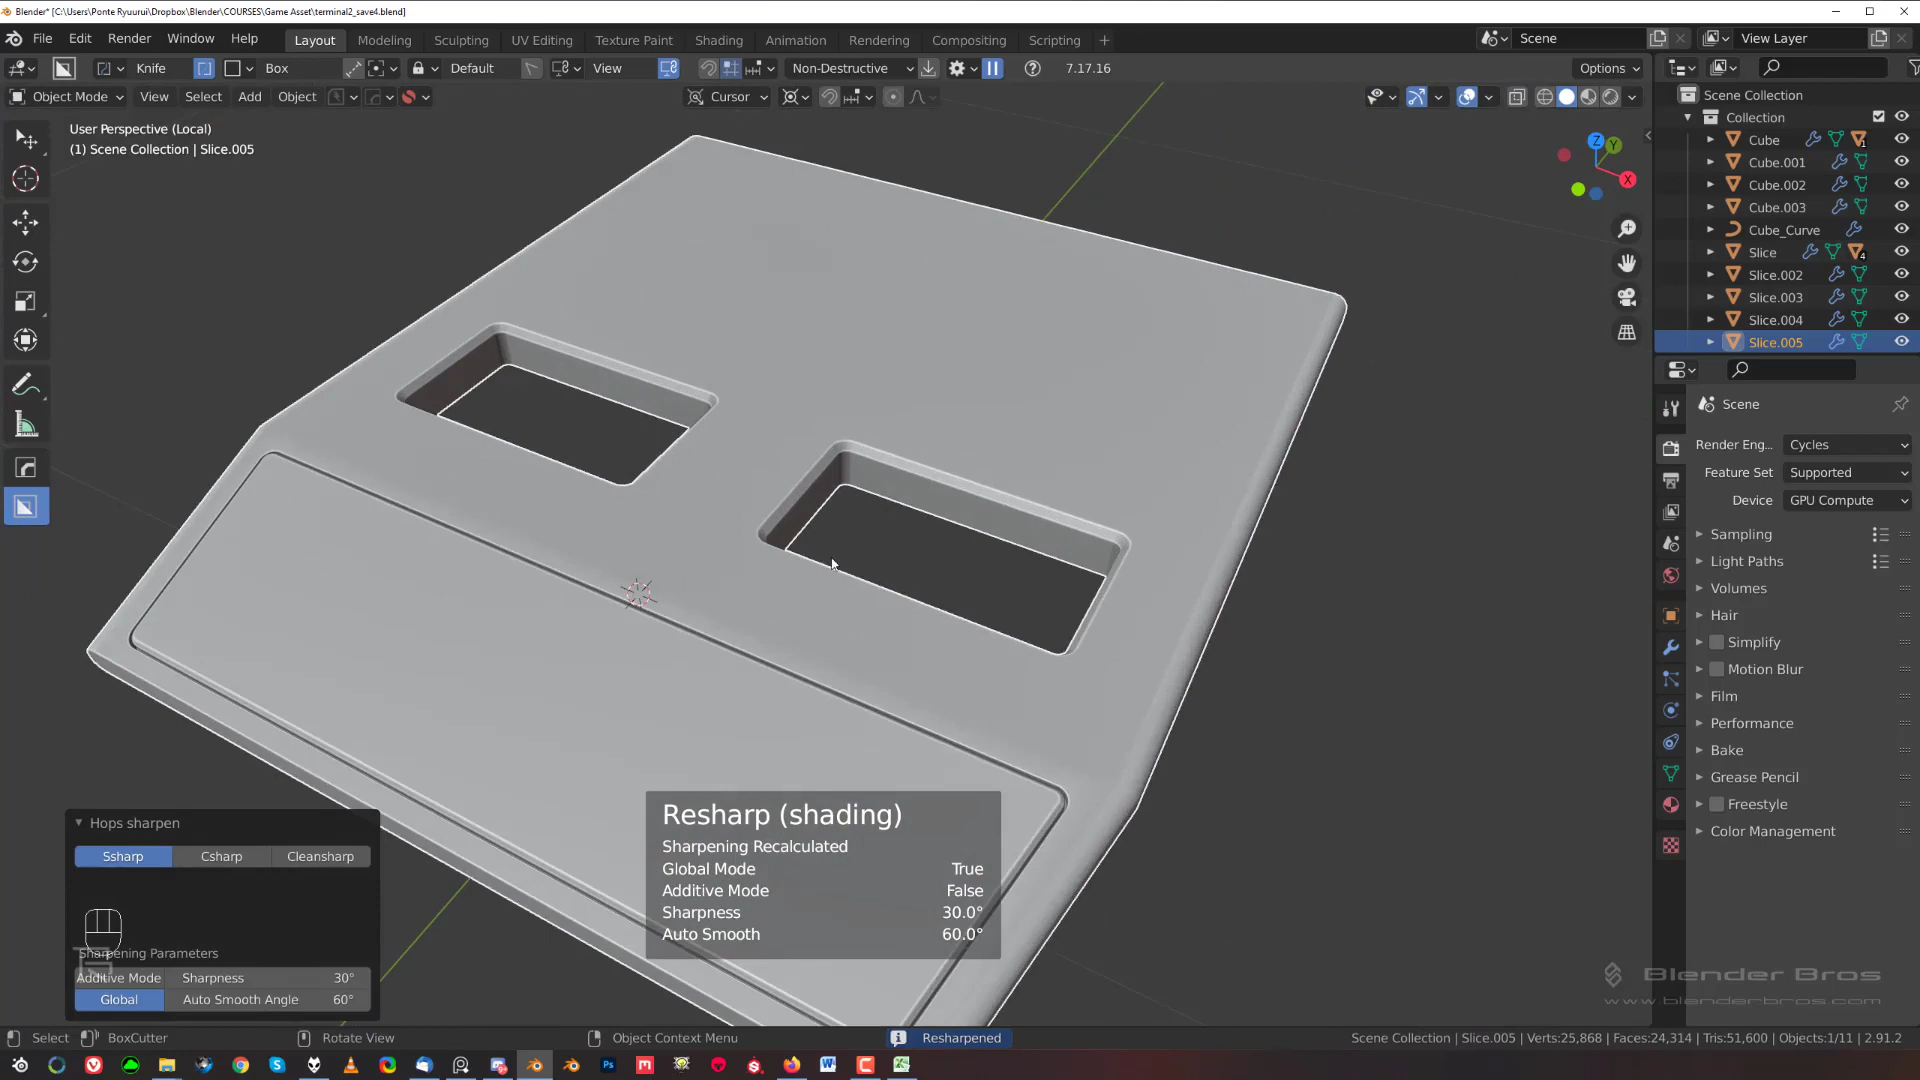 Blender* [C:\Users\Ponte Ryuurui\Dropbox\Blender\COURSES\Game Asset\terminal2_save4.blend]
File Edit Render Window Help
Layout Modeling Sculpting UV Editing Texture Paint Shading Animation Rendering Compositing Scripting +
Scene
View Layer
Knife Box Default View Non-Destructive 7.17.16 Options
Object Mode View Select Add Object Cursor
User Perspective (Local)
(1) Scene Collection | Slice.005
Z
Y
X
Scene Collection
Collection
Cube 1
Cube.001
Cube.002
Cube.003
Cube_Curve
Slice 4
Slice.002
Slice.003
Slice.004
Slice.005
Scene
Render Eng... Cycles
Feature Set Supported
Device GPU Compute
Sampling
Light Paths
Volumes
Hair
Simplify
Motion Blur
Film
Performance
Bake
Grease Pencil
Freestyle
Color Management
Hops sharpen
Ssharp Csharp Cleansharp
Sharpening Parameters
Additive Mode Sharpness 30°
Global Auto Smooth Angle 60°
Resharp (shading)
Sharpening Recalculated
Global Mode True
Additive Mode False
Sharpness 30.0°
Auto Smooth 60.0°
Blender Bros
www.blenderbros.com
Select BoxCutter Rotate View Object Context Menu Resharpened Scene Collection | Slice.005 | Verts:25,868 | Faces:24,314 | Tris:51,600 | Objects:1/11 | 2.91.2